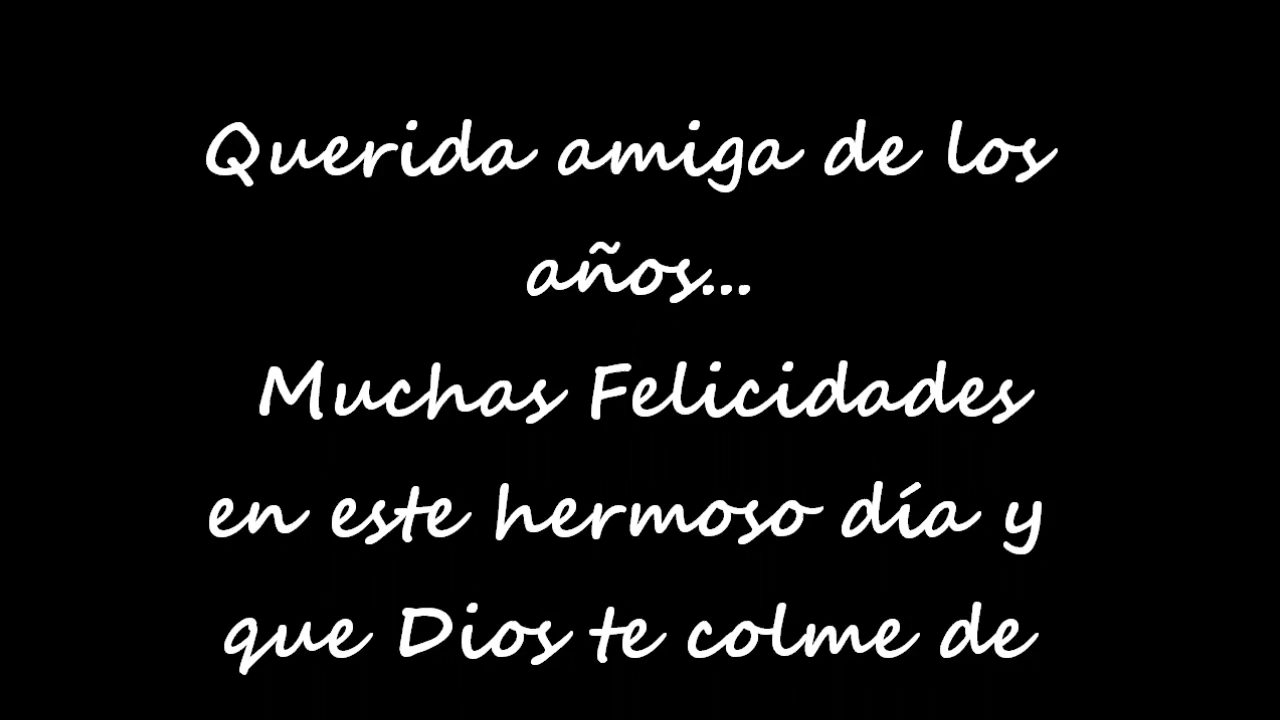 Querida amiga de los
años...
Muchas Felicidades
en este hermoso día y
que Dios te colme de